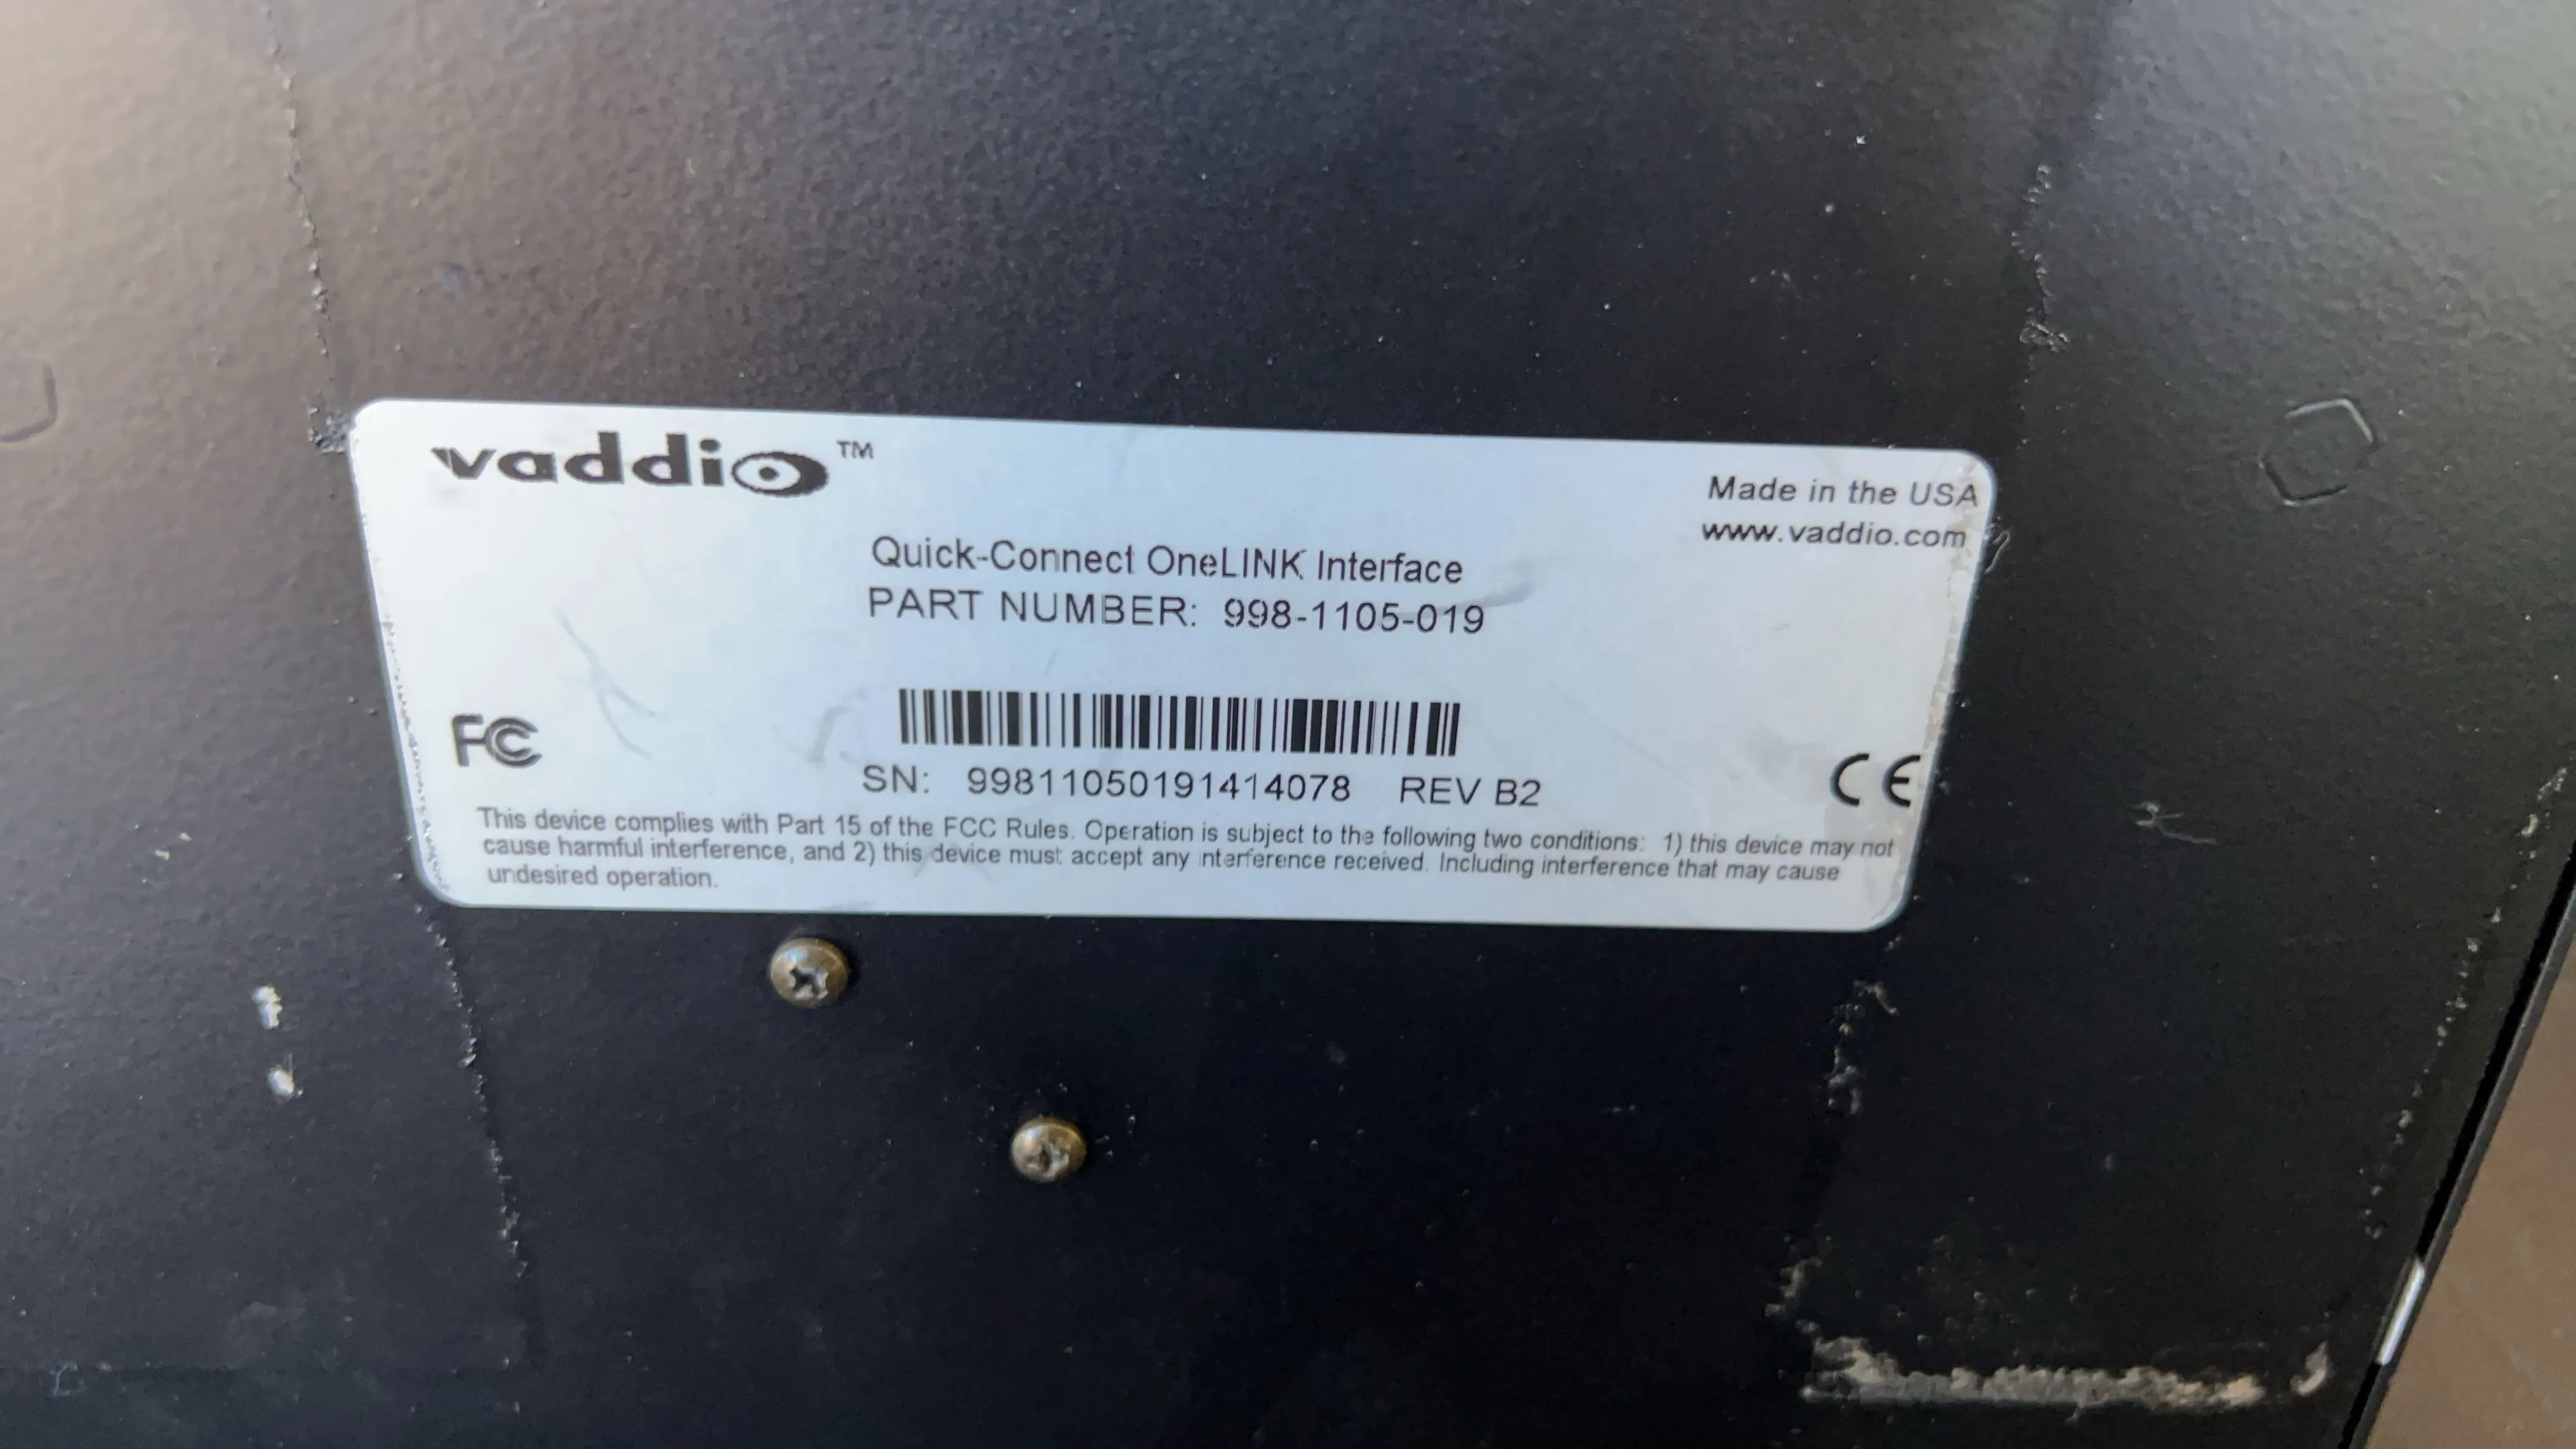 vaddio™
Made in the USA
www.vaddio.com
Quick-Connect OneLINK Interface
PART NUMBER: 998-1105-019
FC
SN: 99811050191414078 REV B2
CE
This device complies with Part 15 of the FCC Rules. Operation is subject to the following two conditions: 1) this device may not
cause harmful interference, and 2) this device must accept any interference received. Including interference that may cause
undesired operation.